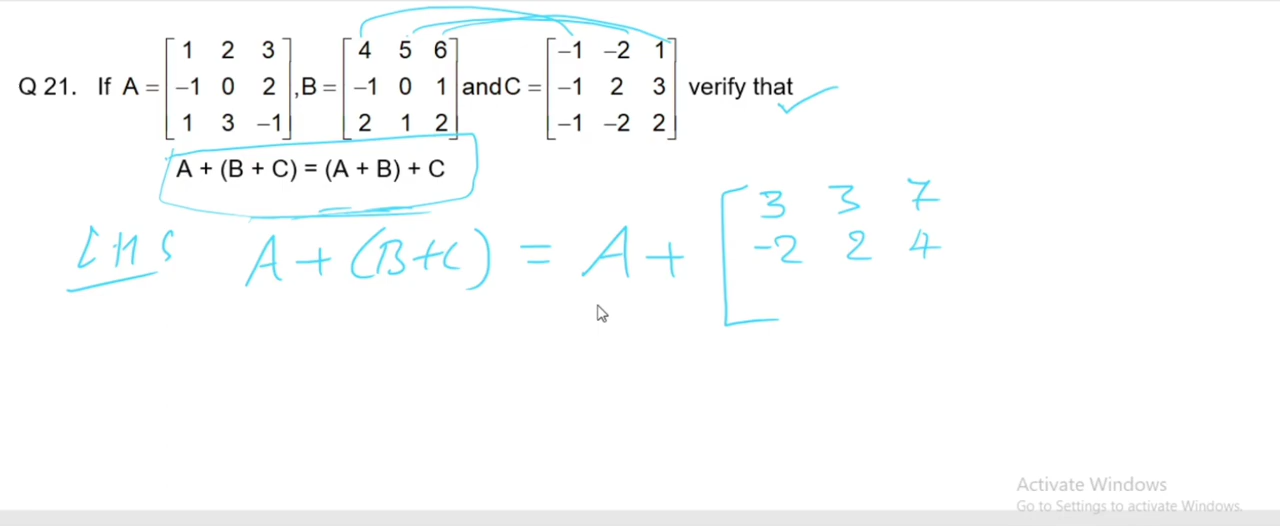 1 2 3 4 5 6 –1 –2 1
Q 21. If A = –1 0 2 , B = –1 0 1 and C = –1 2 3 verify that
1 3 –1 2 1 2 –1 –2 2
A + (B + C) = (A + B) + C
3 3 7
LHS A + (B+C) = A +
-2 2 4
Activate Windows
Go to Settings to activate Windows.